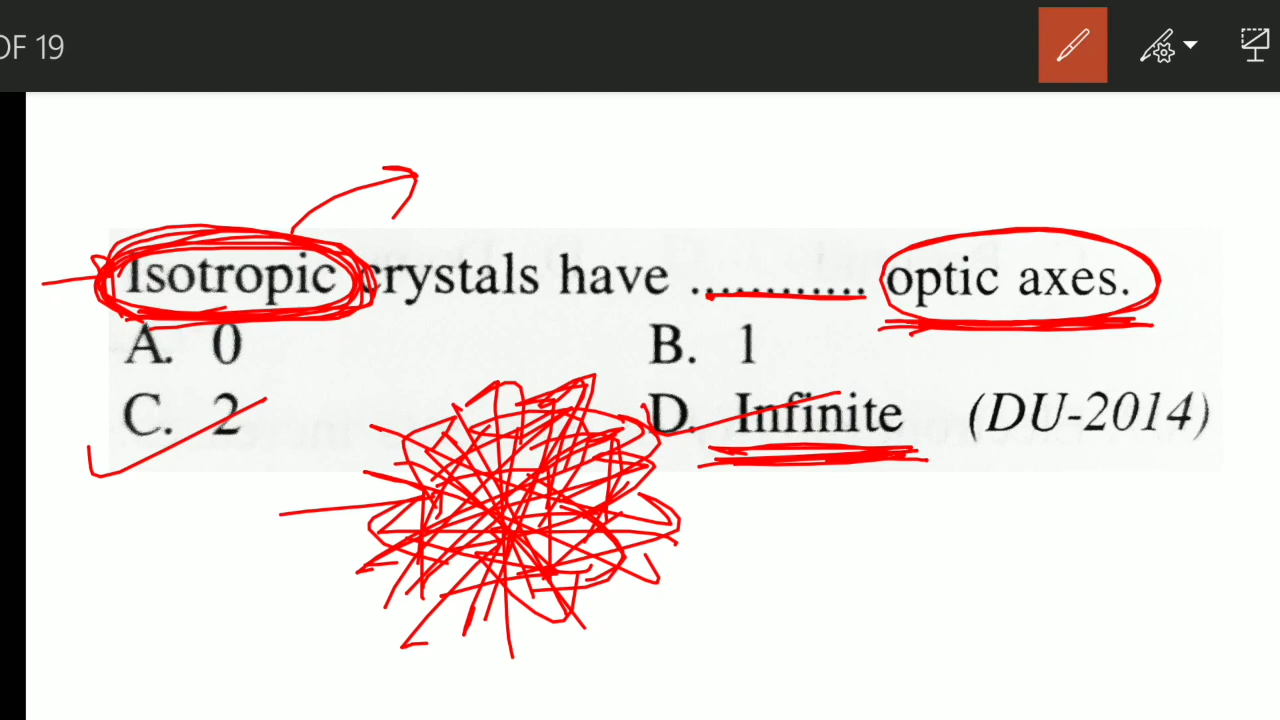 OF 19
Isotropic crystals have ............ optic axes.
A. 0 B. 1
C. 2 D. Infinite (DU-2014)